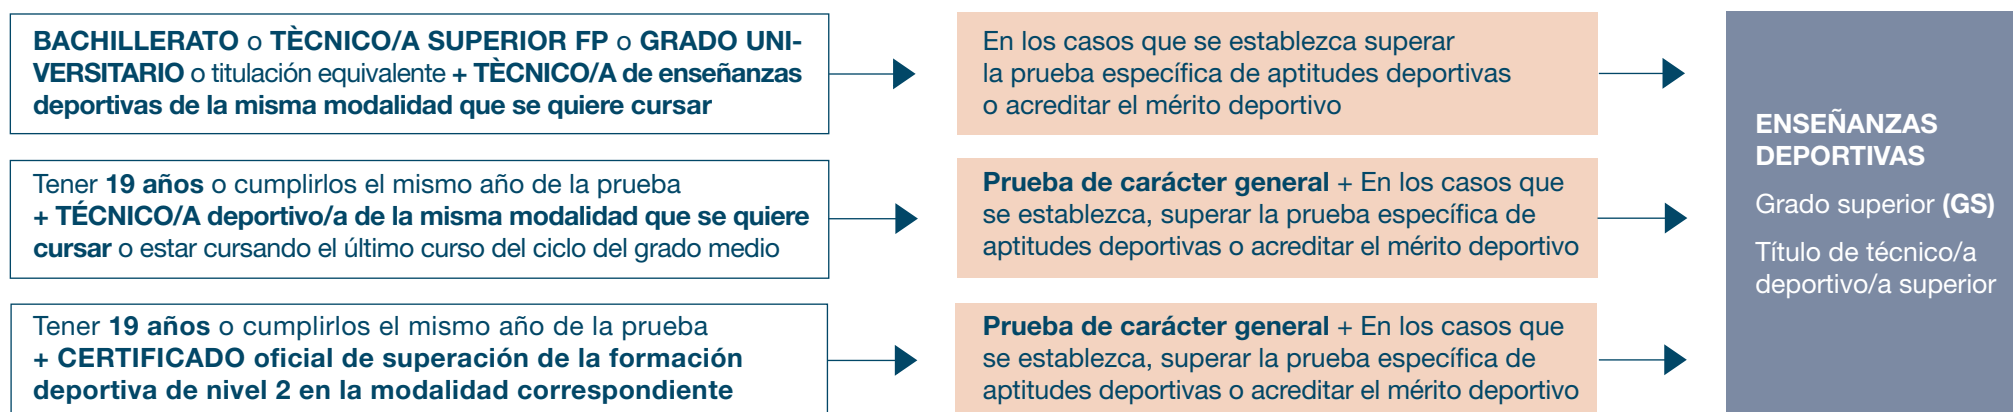 BACHILLERATO o TÈCNICO/A SUPERIOR FP o GRADO UNI-
VERSITARIO o titulación equivalente + TÈCNICO/A de enseñanzas
deportivas de la misma modalidad que se quiere cursar
En los casos que se establezca superar
la prueba específica de aptitudes deportivas
o acreditar el mérito deportivo
Tener 19 años o cumplirlos el mismo año de la prueba
+ TÉCNICO/A deportivo/a de la misma modalidad que se quiere
cursar o estar cursando el último curso del ciclo del grado medio
Prueba de carácter general + En los casos que
se establezca, superar la prueba específica de
aptitudes deportivas o acreditar el mérito deportivo
Tener 19 años o cumplirlos el mismo año de la prueba
+ CERTIFICADO oficial de superación de la formación
deportiva de nivel 2 en la modalidad correspondiente
Prueba de carácter general + En los casos que
se establezca, superar la prueba específica de
aptitudes deportivas o acreditar el mérito deportivo
ENSEÑANZAS
DEPORTIVAS
Grado superior (GS)
Título de técnico/a
deportivo/a superior